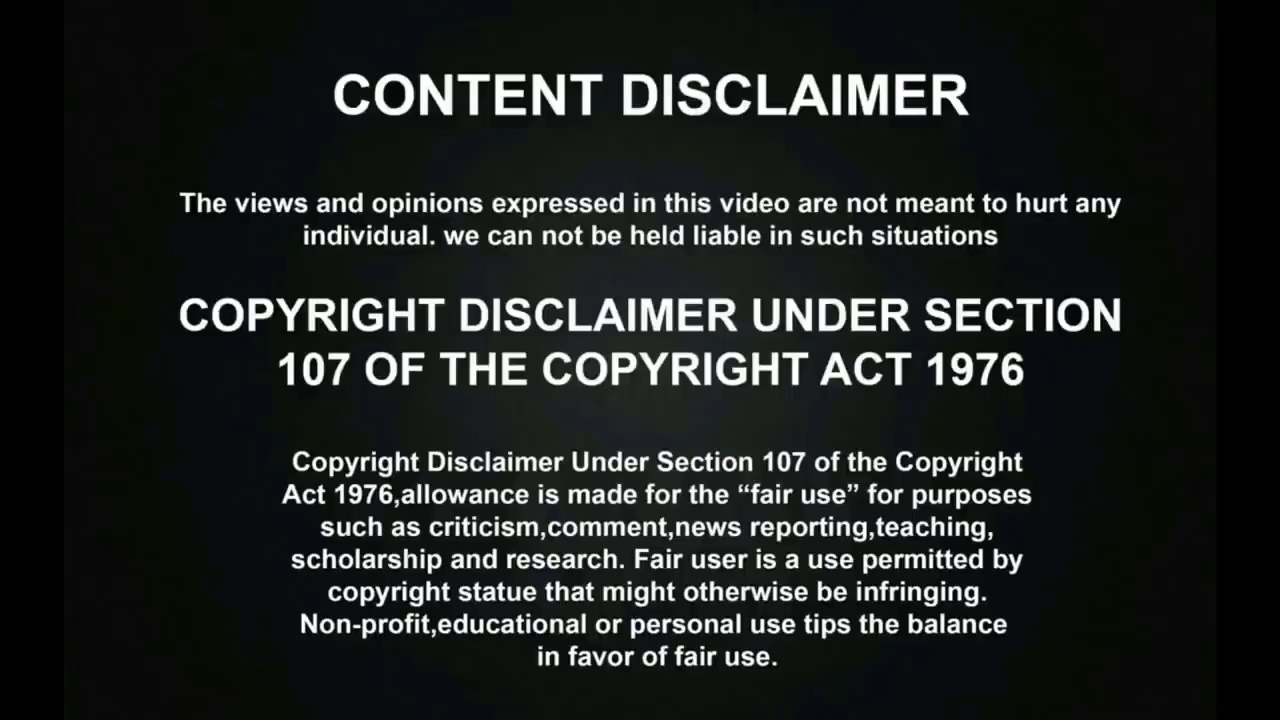 CONTENT DISCLAIMER
The views and opinions expressed in this video are not meant to hurt any
individual. we can not be held liable in such situations
COPYRIGHT DISCLAIMER UNDER SECTION
107 OF THE COPYRIGHT ACT 1976
Copyright Disclaimer Under Section 107 of the Copyright
Act 1976,allowance is made for the “fair use” for purposes
such as criticism,comment,news reporting,teaching,
scholarship and research. Fair user is a use permitted by
copyright statue that might otherwise be infringing.
Non-profit,educational or personal use tips the balance
in favor of fair use.